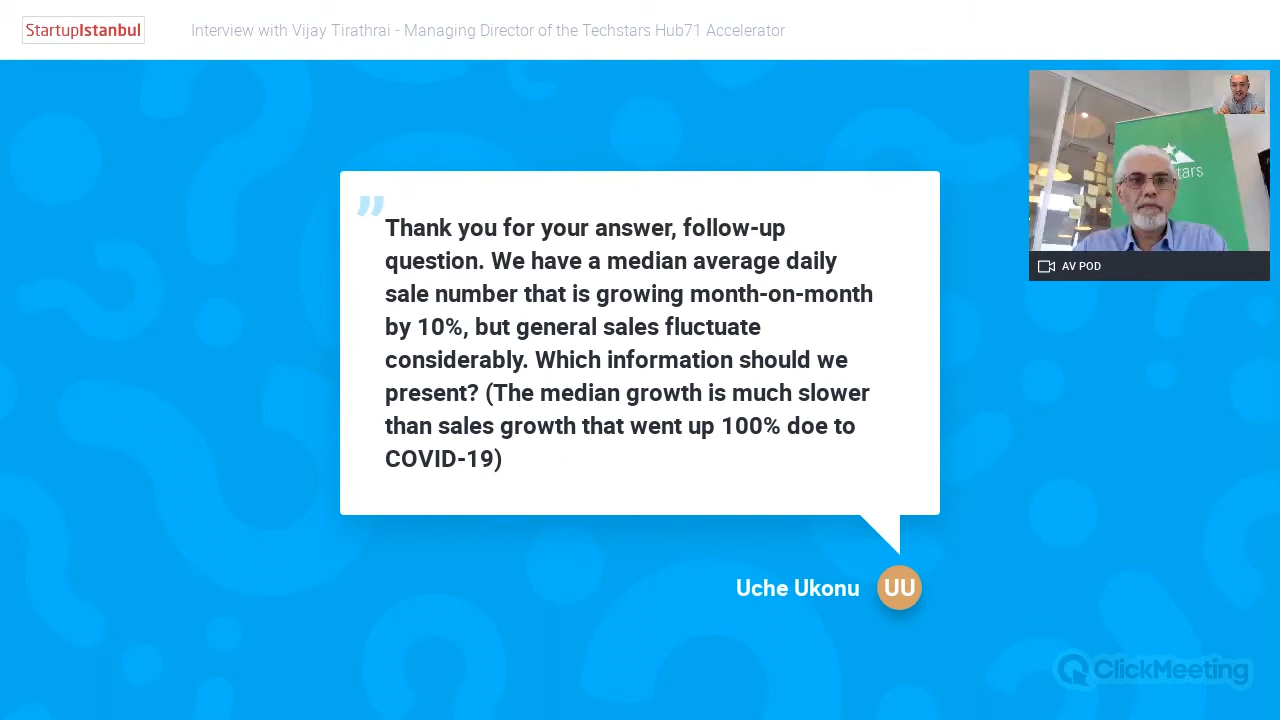 StartupIstanbul
Interview with Vijay Tirathrai - Managing Director of the Techstars Hub71 Accelerator
Thank you for your answer, follow-up
question. We have a median average daily
sale number that is growing month-on-month
by 10%, but general sales fluctuate
considerably. Which information should we
present? (The median growth is much slower
than sales growth that went up 100% doe to
COVID-19)
Uche Ukonu
UU
AV POD
ClickMeeting